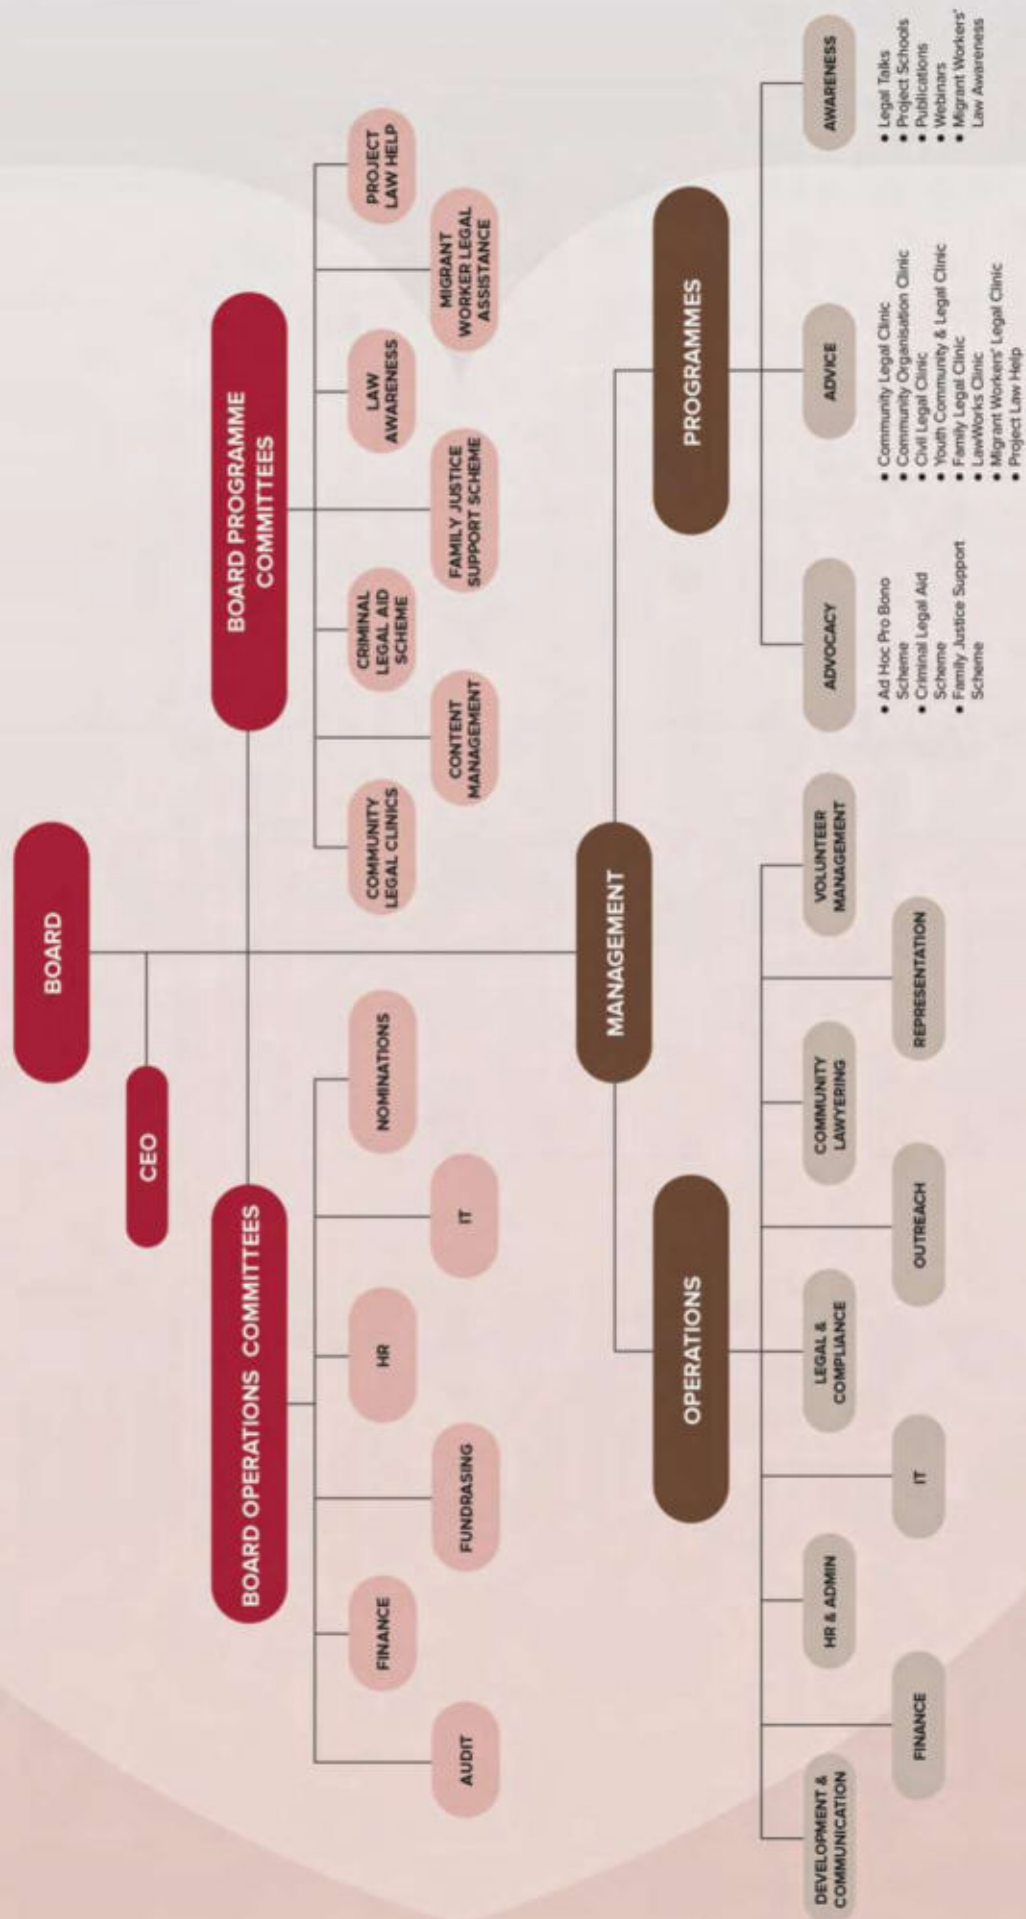 BOARD
CEO
BOARD OPERATIONS COMMITTEES
BOARD PROGRAMME
COMMITTEES
AUDIT
FINANCE
FUNDRASING
HR
IT
NOMINATIONS
COMMUNITY
LEGAL CLINICS
CONTENT
MANAGEMENT
CRIMINAL
LEGAL AID
SCHEME
FAMILY JUSTICE
SUPPORT SCHEME
LAW
AWARENESS
MIGRANT
WORKER LEGAL
ASSISTANCE
PROJECT
LAW HELP
MANAGEMENT
OPERATIONS
PROGRAMMES
DEVELOPMENT &
COMMUNICATION
FINANCE
HR & ADMIN
IT
LEGAL &
COMPLIANCE
OUTREACH
COMMUNITY
LAWYERING
REPRESENTATION
VOLUNTEER
MANAGEMENT
ADVOCACY
• Ad Hoc Pro Bono
Scheme
• Criminal Legal Aid
Scheme
• Family Justice Support
Scheme
ADVICE
• Community Legal Clinic
• Community Organisation Clinic
• Civil Legal Clinic
• Youth Community & Legal Clinic
• Family Legal Clinic
• LawWorks Clinic
• Migrant Workers' Legal Clinic
• Project Law Help
AWARENESS
• Legal Talks
• Project Schools
• Publications
• Webinars
• Migrant Workers'
Law Awareness